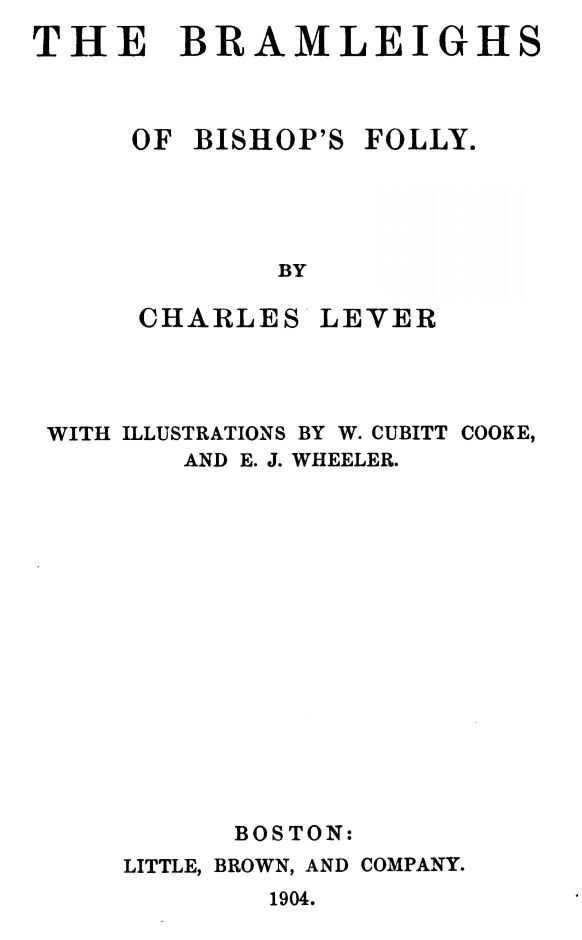 THE BRAMLEIGHS
OF BISHOP'S FOLLY.
BY
CHARLES LEVER
WITH ILLUSTRATIONS BY W. CUBITT COOKE,
AND E. J. WHEELER.
BOSTON:
LITTLE, BROWN, AND COMPANY.
1904.